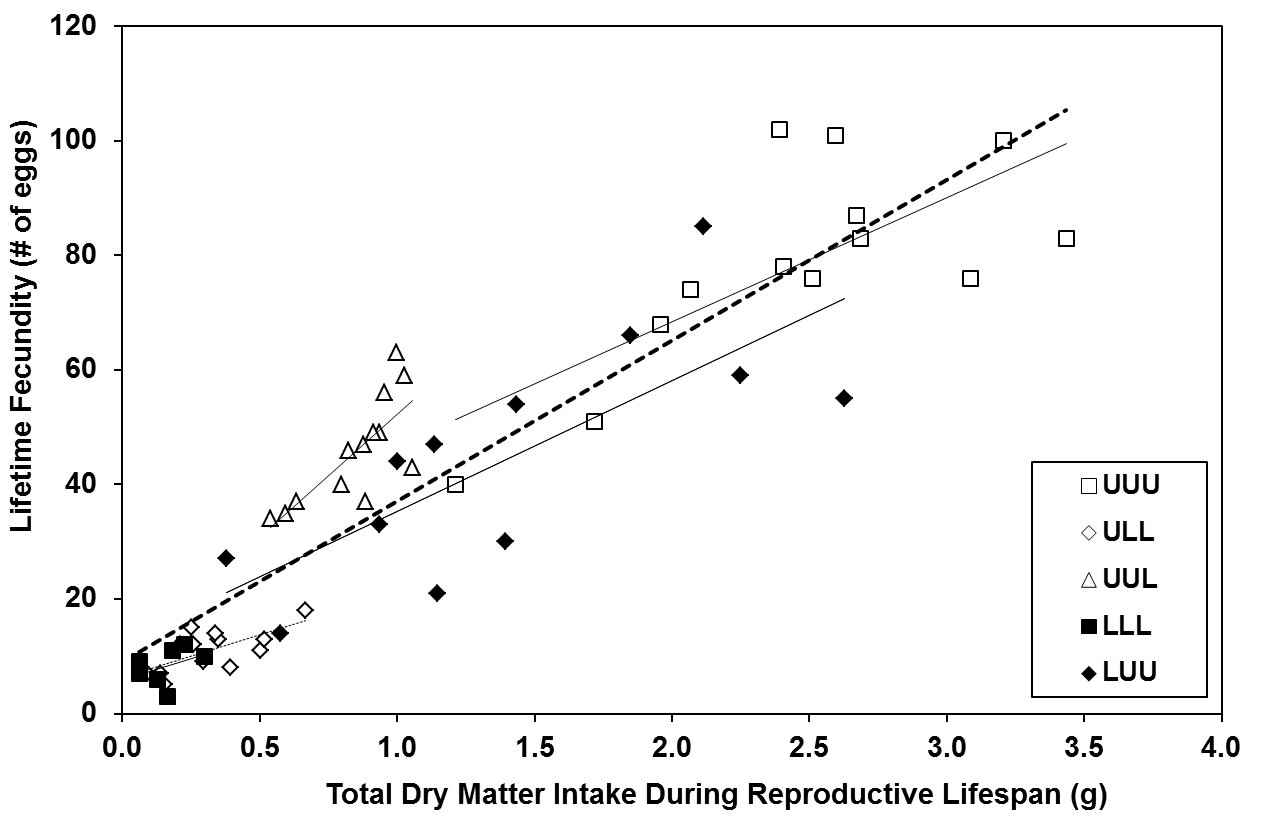 120
100
80
60
40
20
0
Lifetime Fecundity (# of eggs)
UUU
ULL
UUL
LLL
LUU
0.0 0.5 1.0 1.5 2.0 2.5 3.0 3.5 4.0
Total Dry Matter Intake During Reproductive Lifespan (g)